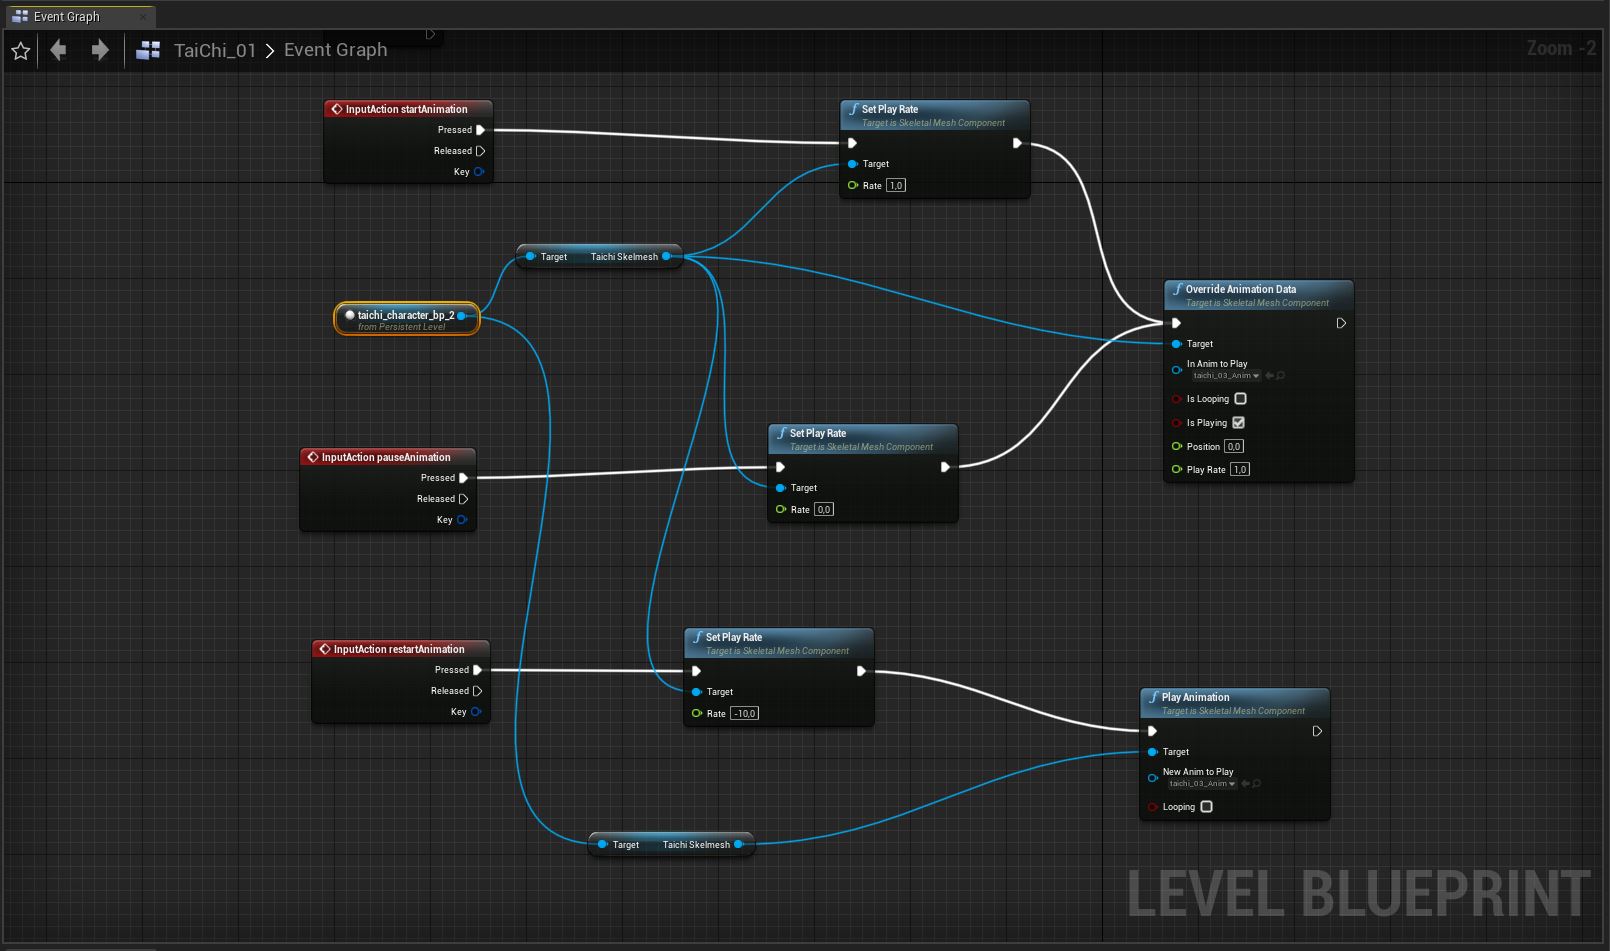 Event Graph
TaiChi_01 > Event Graph
Zoom -2
InputAction startAnimation
Pressed
Released
Key
Set Play Rate
Target is Skeletal Mesh Component
Target
Rate 1,0
Target Taichi Skelmesh
taichi_character_bp_2
from Persistent Level
Override Animation Data
Target is Skeletal Mesh Component
Target
In Anim to Play
taichi_03_Anim
Is Looping
Is Playing
Position 0,0
Play Rate 1,0
InputAction pauseAnimation
Pressed
Released
Key
Set Play Rate
Target is Skeletal Mesh Component
Target
Rate 0,0
InputAction restartAnimation
Pressed
Released
Key
Set Play Rate
Target is Skeletal Mesh Component
Target
Rate -10,0
Play Animation
Target is Skeletal Mesh Component
Target
New Anim to Play
taichi_03_Anim
Looping
Target Taichi Skelmesh
LEVEL BLUEPRINT